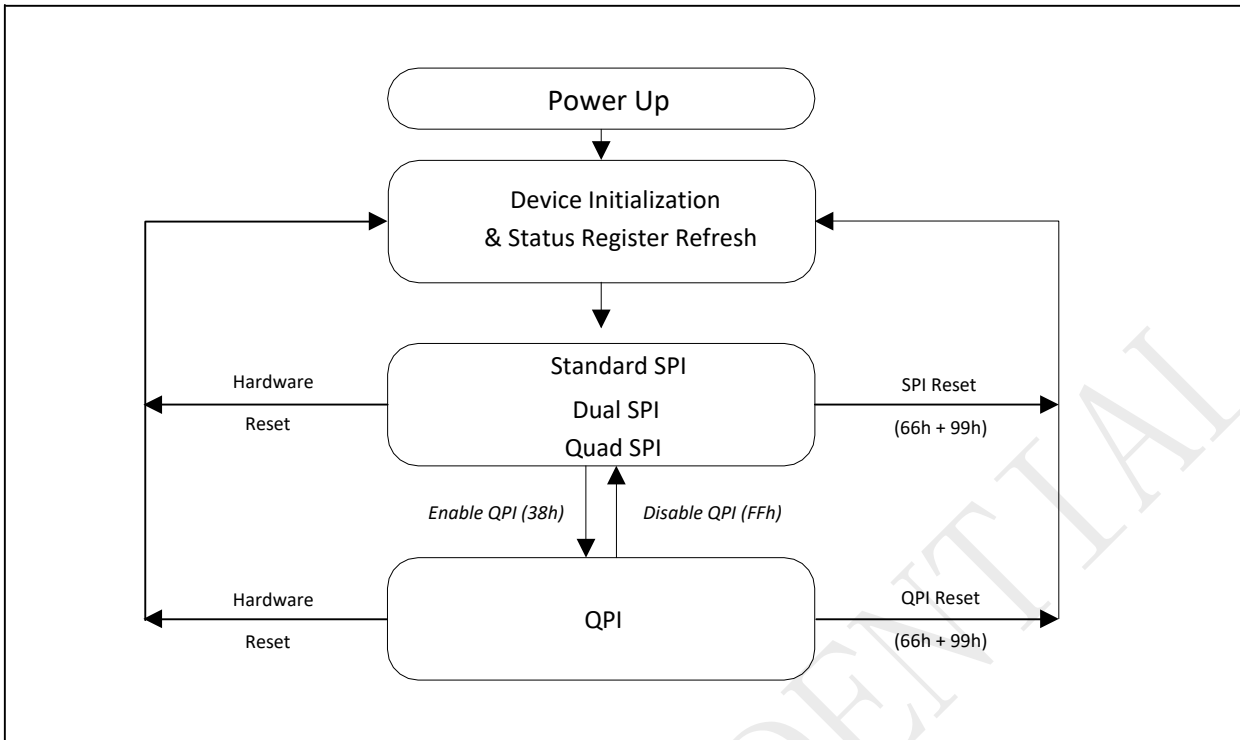 Power Up
Device Initialization
& Status Register Refresh
Standard SPI
Dual SPI
Quad SPI
Hardware
Reset
SPI Reset
(66h + 99h)
Enable QPI (38h)
Disable QPI (FFh)
QPI
Hardware
Reset
QPI Reset
(66h + 99h)
DENTIAL